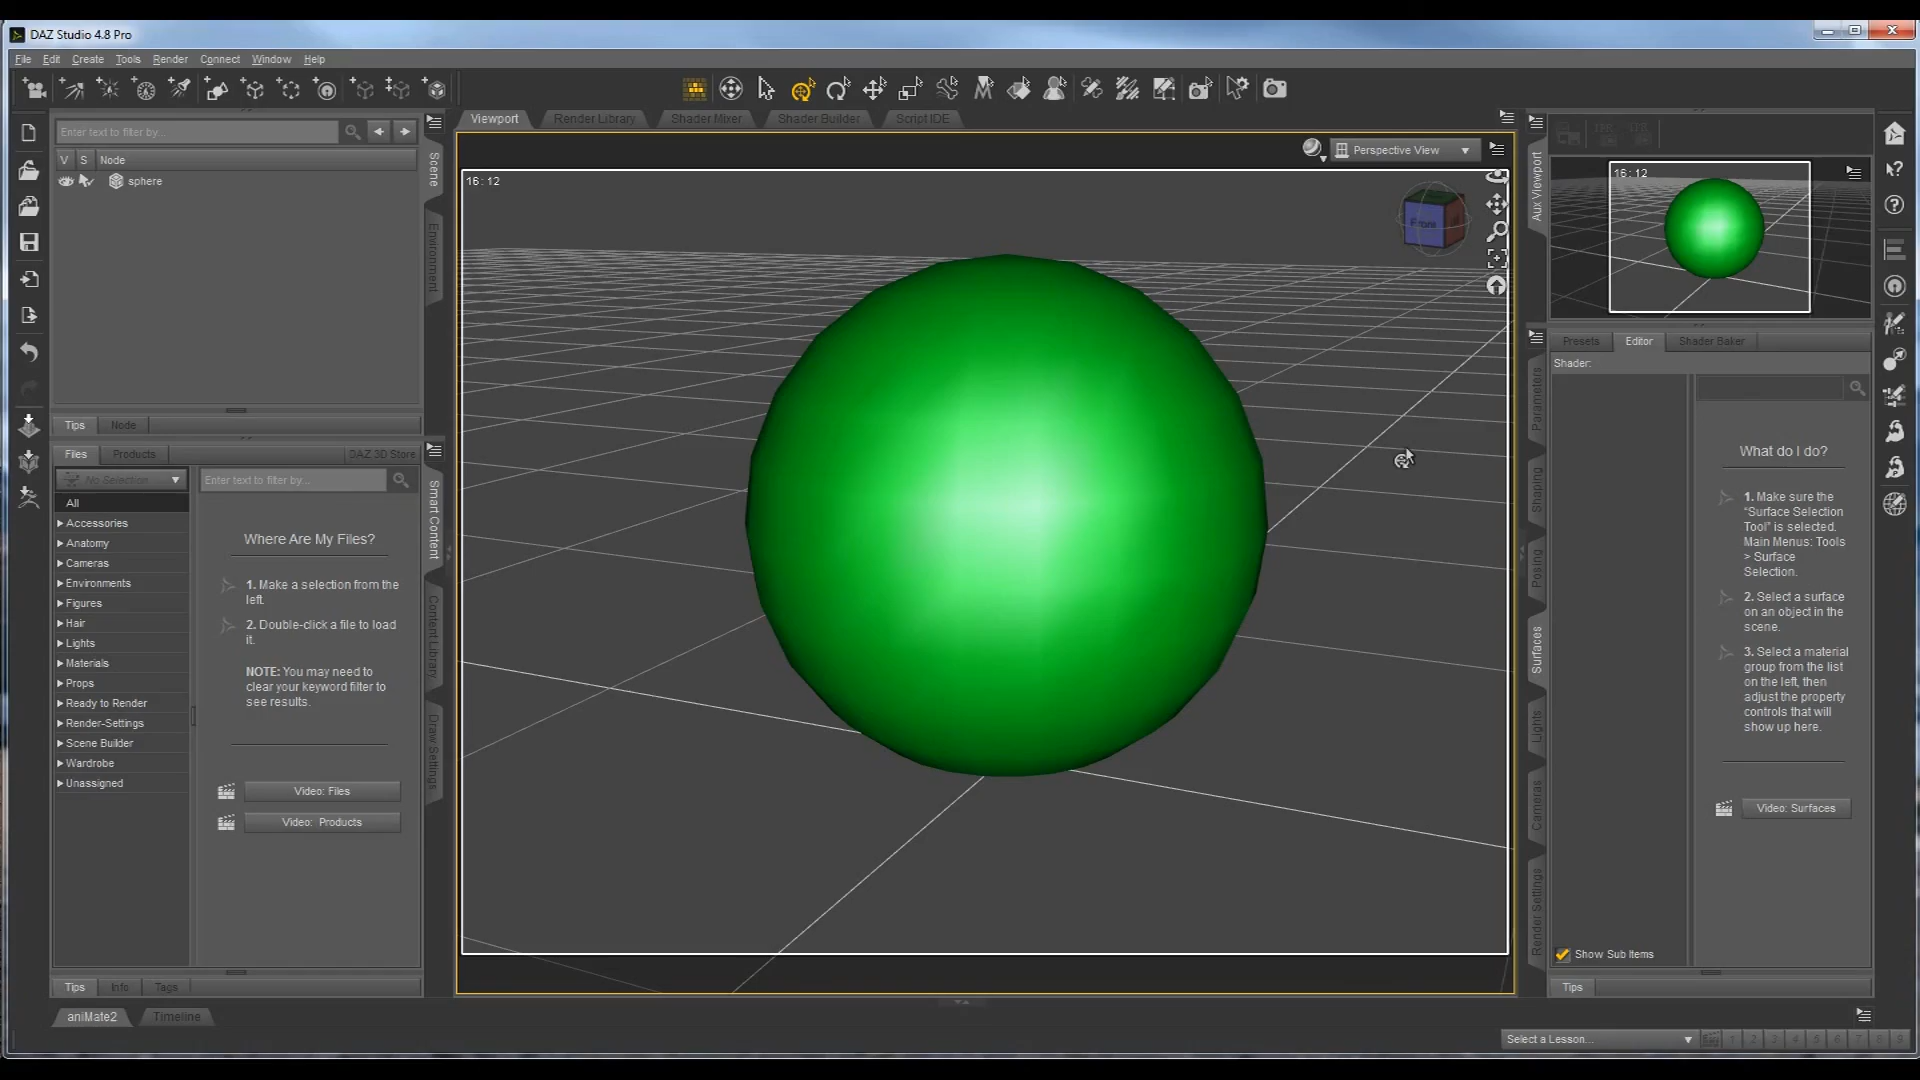 DAZ Studio 4.8 Pro
File Edit Create Tools Render Connect Window Help
Viewport Render Library Shader Mixer Shader Builder Script IDE
Enter text to filter by...
V S Node
sphere
Scene
Environment
Tips Node
Files Products DAZ 3D Store
No Selection
Enter text to filter by...
All
Accessories
Anatomy
Cameras
Environments
Figures
Hair
Lights
Materials
Props
Ready to Render
Render-Settings
Scene Builder
Wardrobe
Unassigned
Where Are My Files?
1. Make a selection from the
left.
2. Double-click a file to load
it.
NOTE: You may need to
clear your keyword filter to
see results.
Video: Files
Video: Products
Smart Content
Content Library
Draw Settings
Tips Info Tags
aniMate2 Timeline
Perspective View
16:12
Front
Aux Viewport
16:12
Presets Editor Shader Baker
Shader:
Parameters
Shaping
Posing
Surfaces
Lights
Cameras
Render Settings
What do I do?
1. Make sure the
“Surface Selection
Tool” is selected.
Main Menus: Tools
> Surface
Selection.
2. Select a surface
on an object in the
scene.
3. Select a material
group from the list
on the left, then
adjust the property
controls that will
show up here.
Video: Surfaces
Show Sub Items
Tips
Select a Lesson...
1 2 3 4 5 6 7 8 9